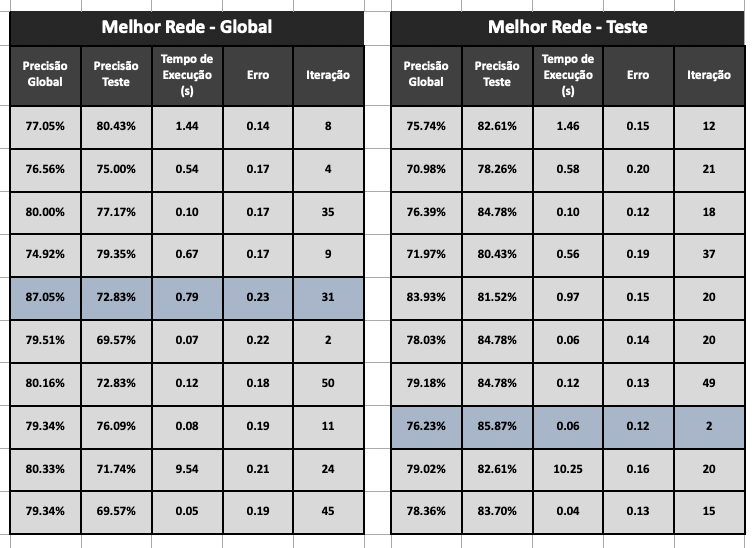 Melhor Rede - Global
Precisão Global Precisão Teste Tempo de Execução (s) Erro Iteração
77.05% 80.43% 1.44 0.14 8
76.56% 75.00% 0.54 0.17 4
80.00% 77.17% 0.10 0.17 35
74.92% 79.35% 0.67 0.17 9
87.05% 72.83% 0.79 0.23 31
79.51% 69.57% 0.07 0.22 2
80.16% 72.83% 0.12 0.18 50
79.34% 76.09% 0.08 0.19 11
80.33% 71.74% 9.54 0.21 24
79.34% 69.57% 0.05 0.19 45
Melhor Rede - Teste
Precisão Global Precisão Teste Tempo de Execução (s) Erro Iteração
75.74% 82.61% 1.46 0.15 12
70.98% 78.26% 0.58 0.20 21
76.39% 84.78% 0.10 0.12 18
71.97% 80.43% 0.56 0.19 37
83.93% 81.52% 0.97 0.15 20
78.03% 84.78% 0.06 0.14 20
79.18% 84.78% 0.12 0.13 49
76.23% 85.87% 0.06 0.12 2
79.02% 82.61% 10.25 0.16 20
78.36% 83.70% 0.04 0.13 15